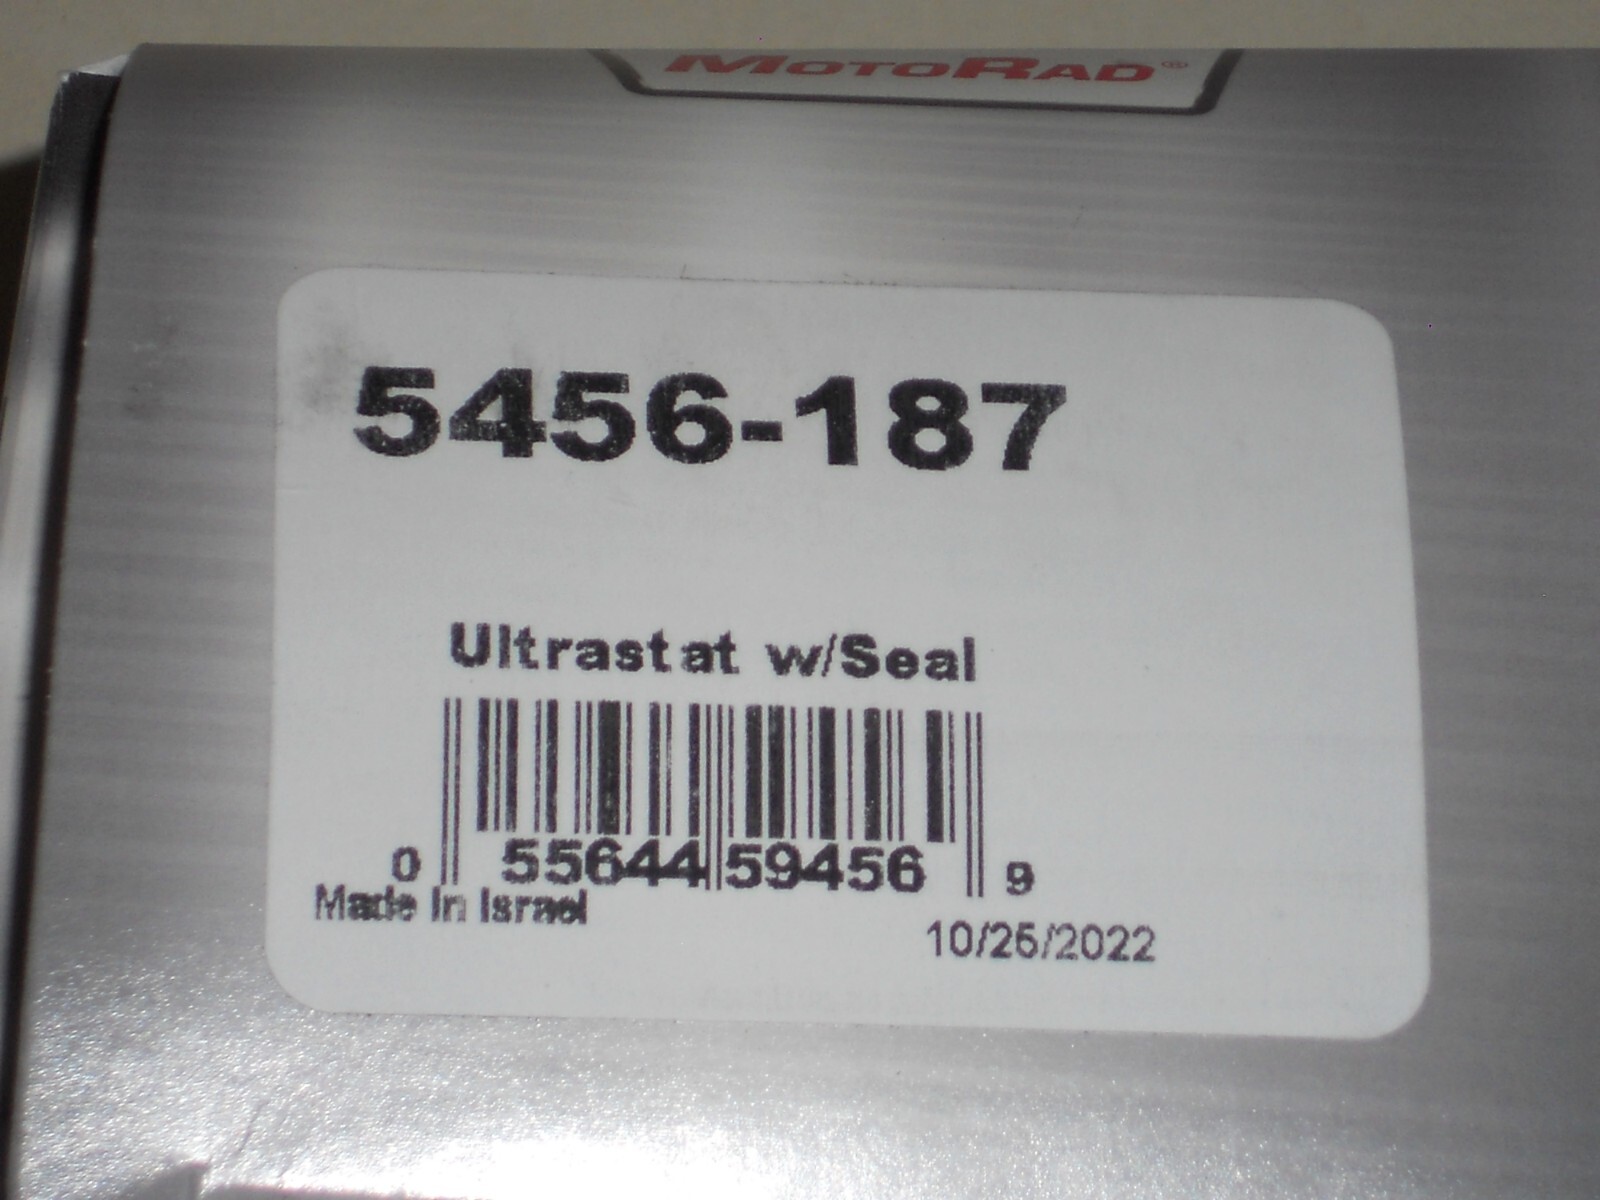 MOTORAD®
5456-187
Ultrastat w/Seal
0 55644 59456 9
Made In Israel
10/25/2022